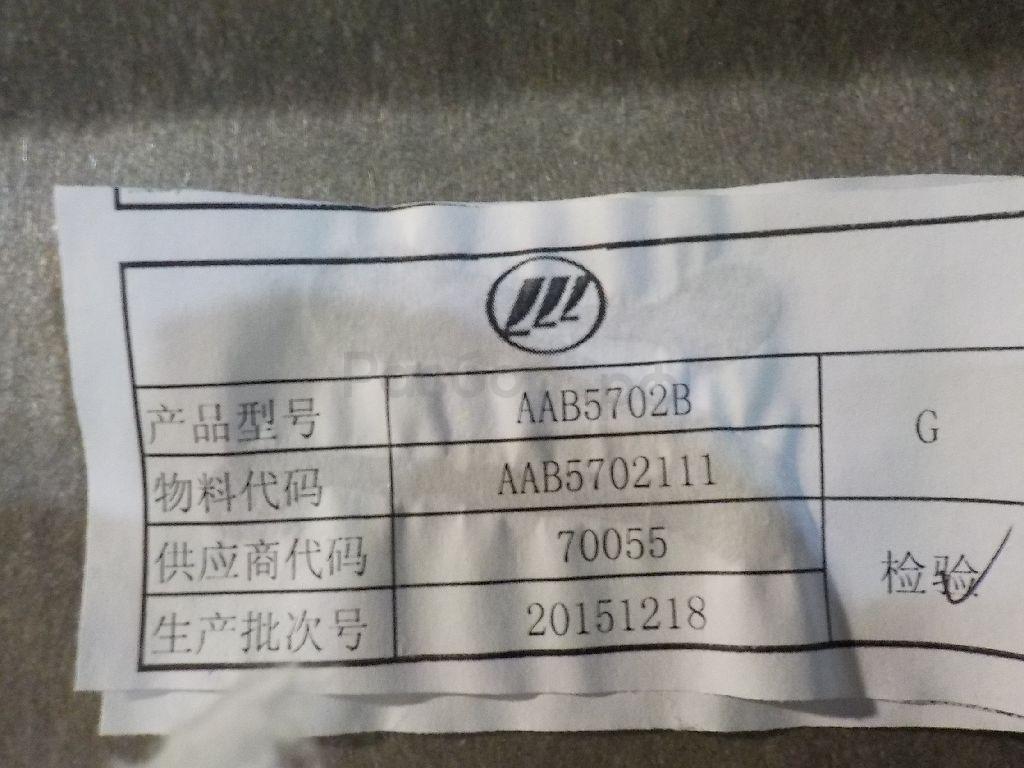 产品型号 AAB5702B G
物料代码 AAB5702111
供应商代码 70055 检验
生产批次号 20151218